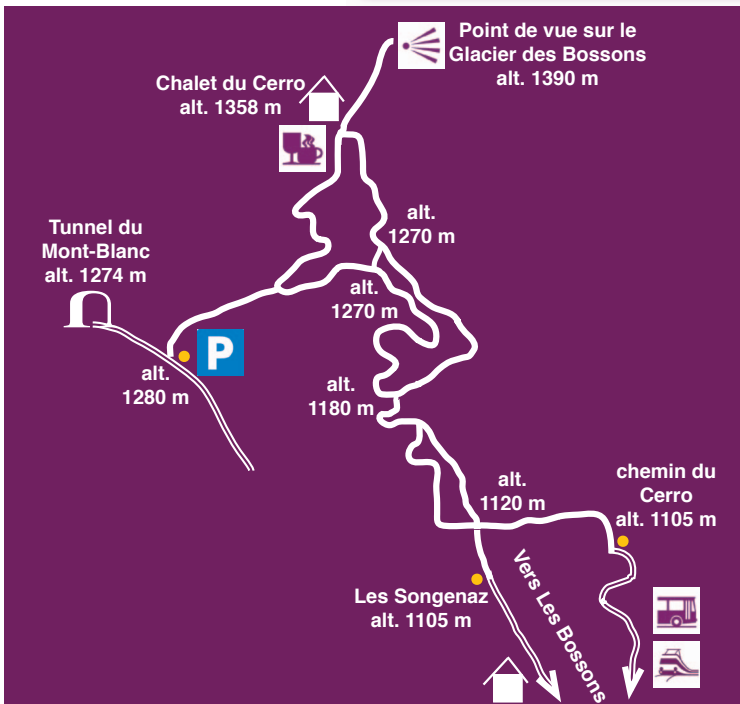 Point de vue sur le
Glacier des Bossons
alt. 1390 m
Chalet du Cerro
alt. 1358 m
alt.
1270 m
Tunnel du
Mont-Blanc
alt. 1274 m
alt.
1270 m
P
alt.
1280 m
alt.
1180 m
alt.
1120 m
chemin du
Cerro
alt. 1105 m
Les Songenaz
alt. 1105 m
Vers Les Bossons